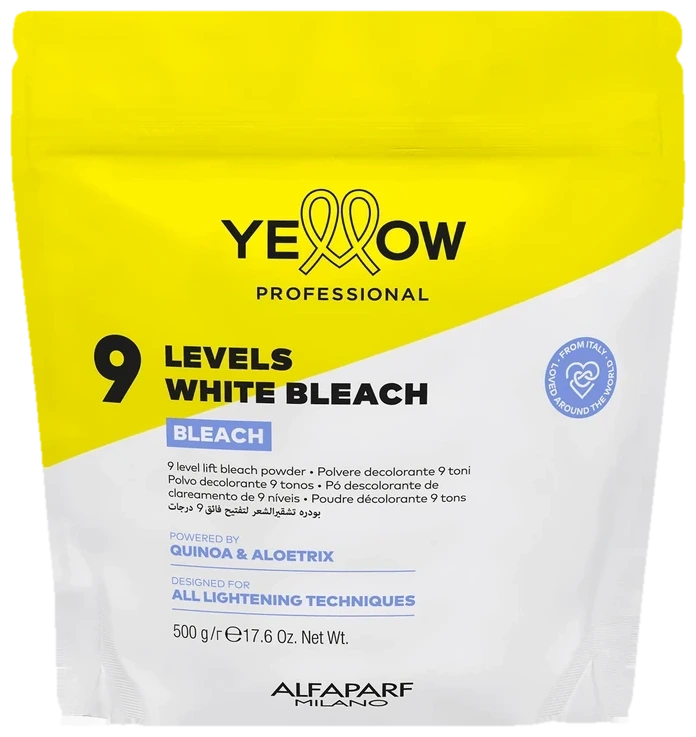 YELLOW
PROFESSIONAL
9 LEVELS
WHITE BLEACH
BLEACH
9 level lift bleach powder • Polvere decolorante 9 toni
Polvo decolorante 9 tonos • Pó descolorante de
clareamento de 9 níveis • Poudre décolorante 9 tons
بودره تشقيرالشعر لتفتيح فائق 9 درجات
POWERED BY
QUINOA & ALOETRIX
DESIGNED FOR
ALL LIGHTENING TECHNIQUES
500 g/г ℮17.6 Oz. Net Wt.
ALFAPARF
MILANO
FROM ITALY · LOVED AROUND THE WORLD ·